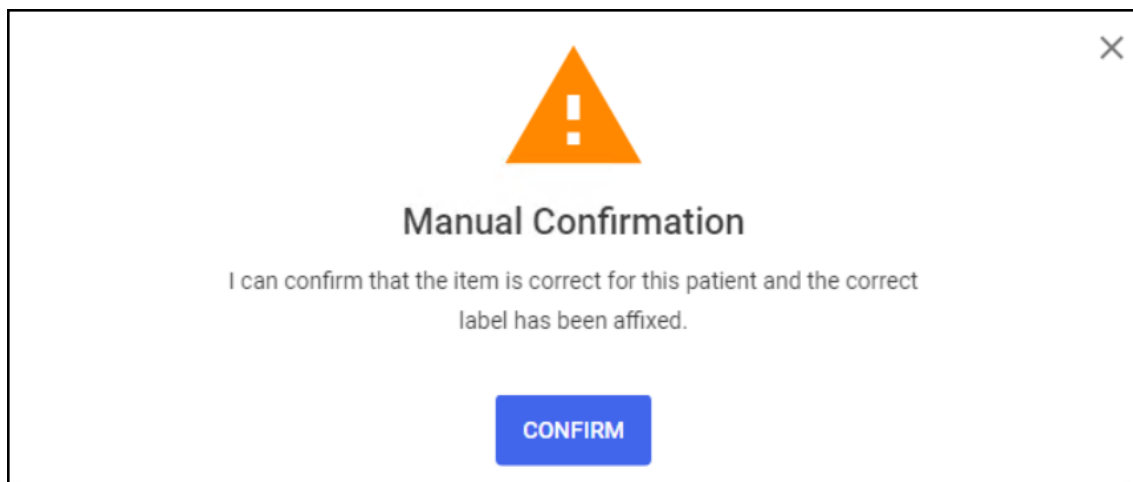 Manual Confirmation
I can confirm that the item is correct for this patient and the correct
label has been affixed.
CONFIRM